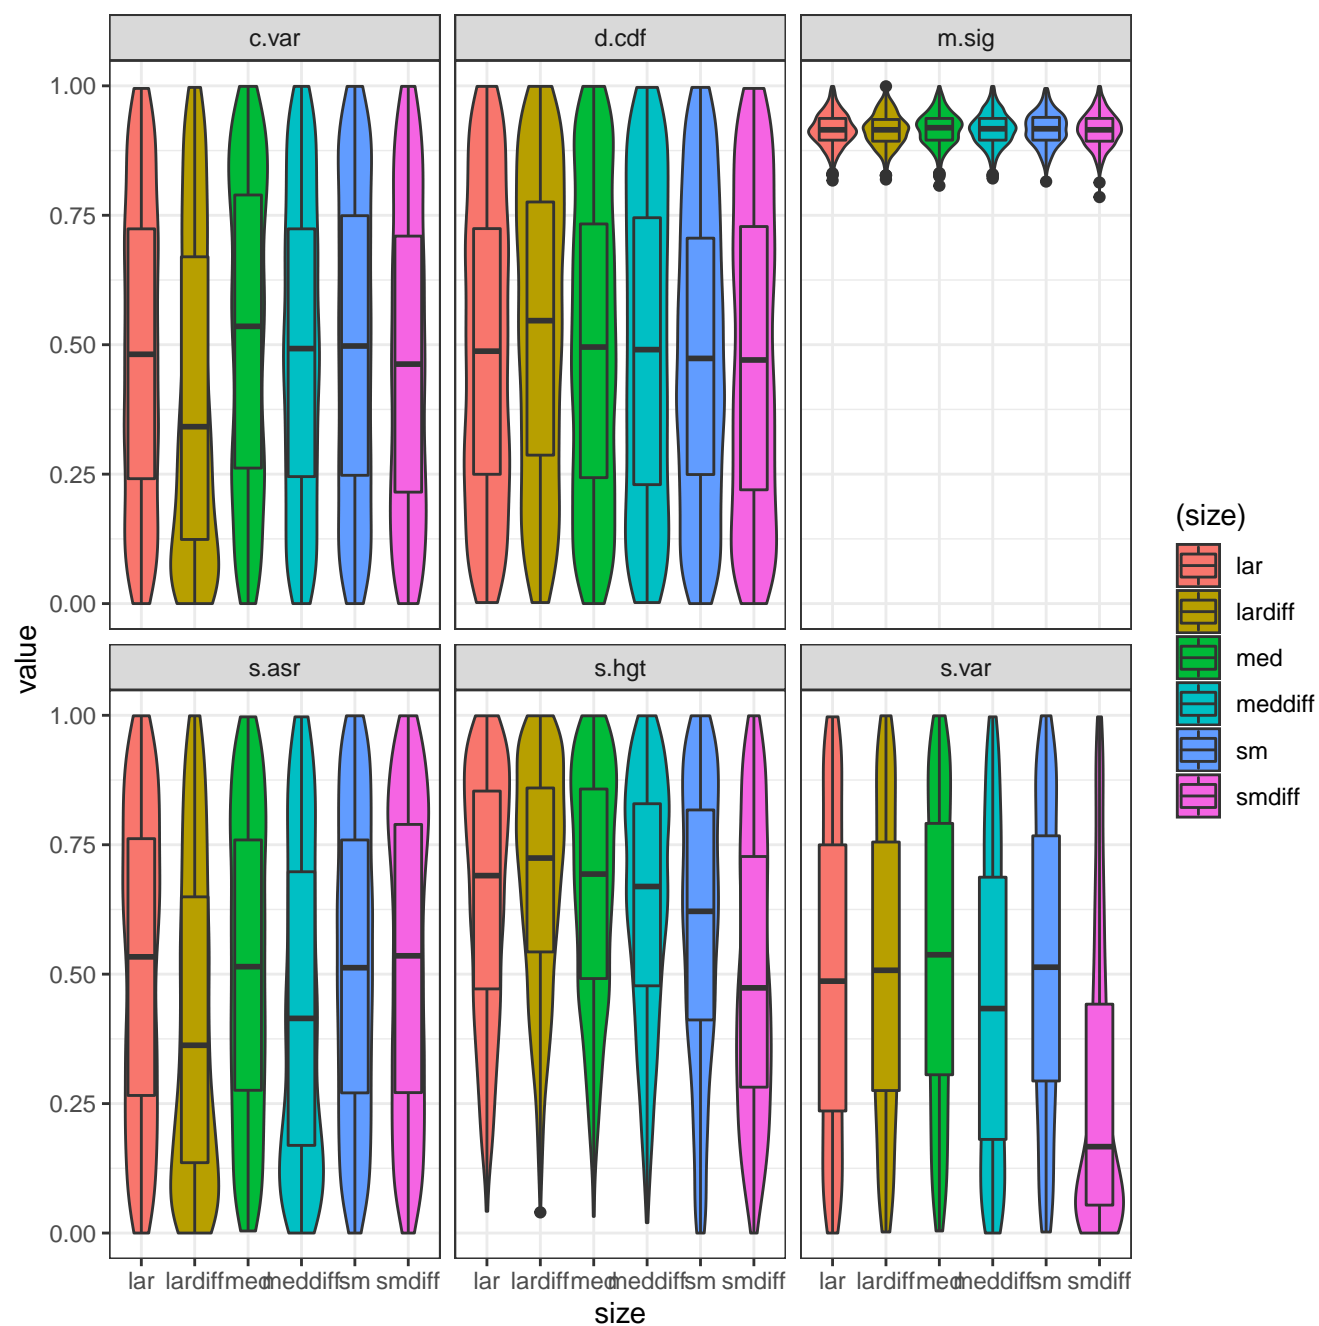 c.var d.cdf m.sig
1.00
0.75
0.50
0.25
0.00
s.asr s.hgt s.var
1.00
0.75
0.50
0.25
0.00
value
lar lardiff med meddiff sm smdiff lar lardiff med meddiff sm smdiff lar lardiff med meddiff sm smdiff
size
(size)
lar
lardiff
med
meddiff
sm
smdiff